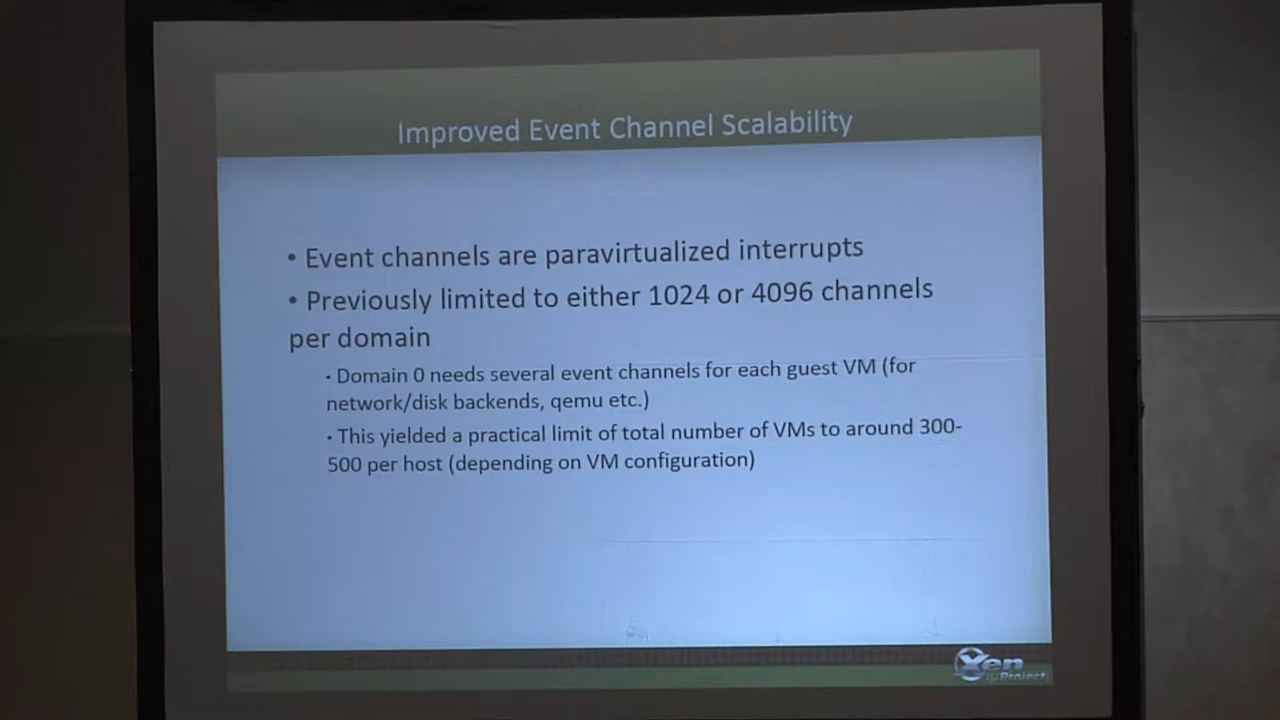 Improved Event Channel Scalability
• Event channels are paravirtualized interrupts
• Previously limited to either 1024 or 4096 channels
per domain
· Domain 0 needs several event channels for each guest VM (for
network/disk backends, qemu etc.)
· This yielded a practical limit of total number of VMs to around 300-
500 per host (depending on VM configuration)
Xen
Project